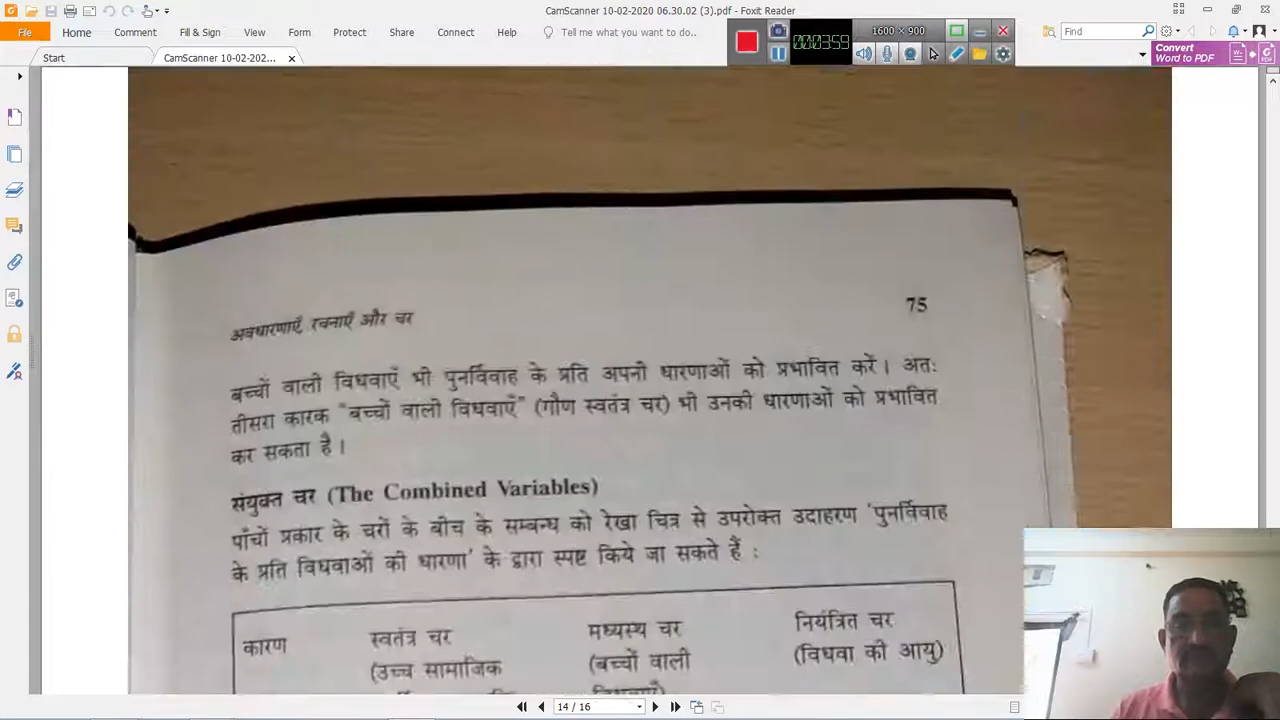 CamScanner 10-02-2020 06.30.02 (3).pdf - Foxit Reader
File Home Comment Fill & Sign View Form Protect Share Connect Help Tell me what you want to do.. 00:03:59 1600 × 900 Find
Start CamScanner 10-02-202... Convert Word to PDF
75
अवधारणाएँ रचनाएँ और चर
बच्चों वाली विधवाएँ भी पुनर्विवाह के प्रति अपनी धारणाओं को प्रभावित करें। अतः
तीसरा कारक “बच्चों वाली विधवाएँ” (गौण स्वतंत्र चर) भी उनकी धारणाओं को प्रभावित
कर सकता है।
संयुक्त चर (The Combined Variables)
पाँचों प्रकार के चरों के बीच के सम्बन्ध को रेखा चित्र से उपरोक्त उदाहरण 'पुनर्विवाह
के प्रति विधवाओं की धारणा' के द्वारा स्पष्ट किये जा सकते हैं :
कारण स्वतंत्र चर मध्यस्थ चर नियंत्रित चर
(उच्च सामाजिक (बच्चों वाली (विधवा की आयु)
14 / 16